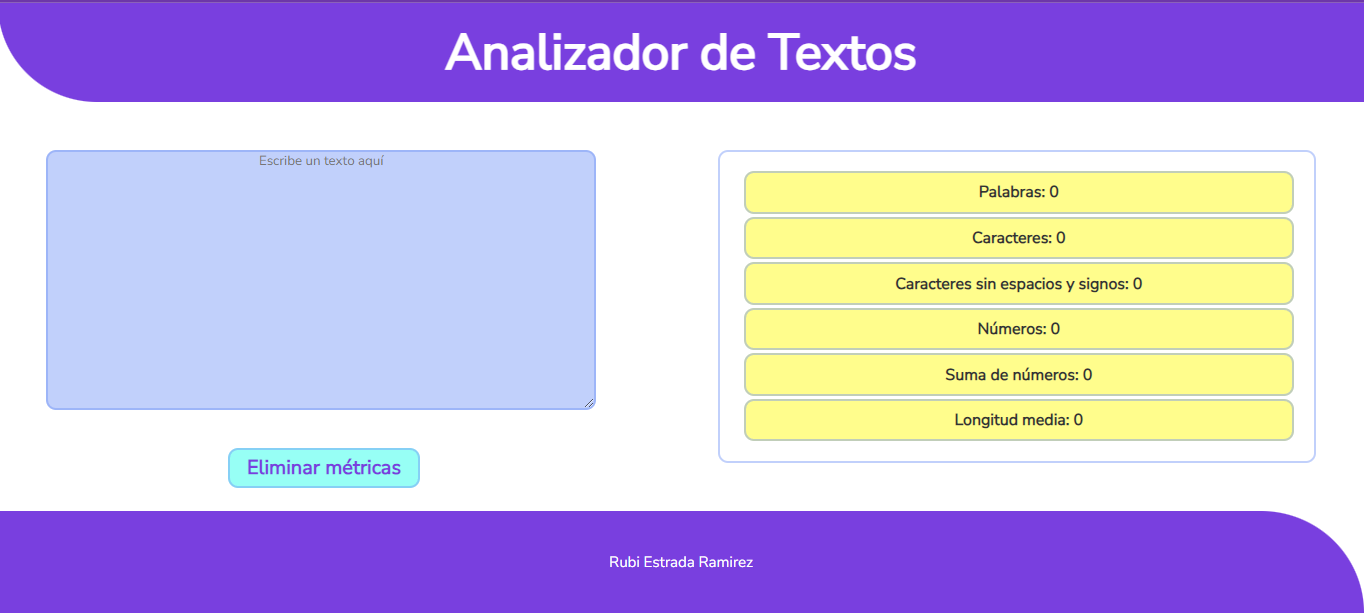 Analizador de Textos
Escribe un texto aquí
Eliminar métricas
Palabras: 0
Caracteres: 0
Caracteres sin espacios y signos: 0
Números: 0
Suma de números: 0
Longitud media: 0
Rubi Estrada Ramirez